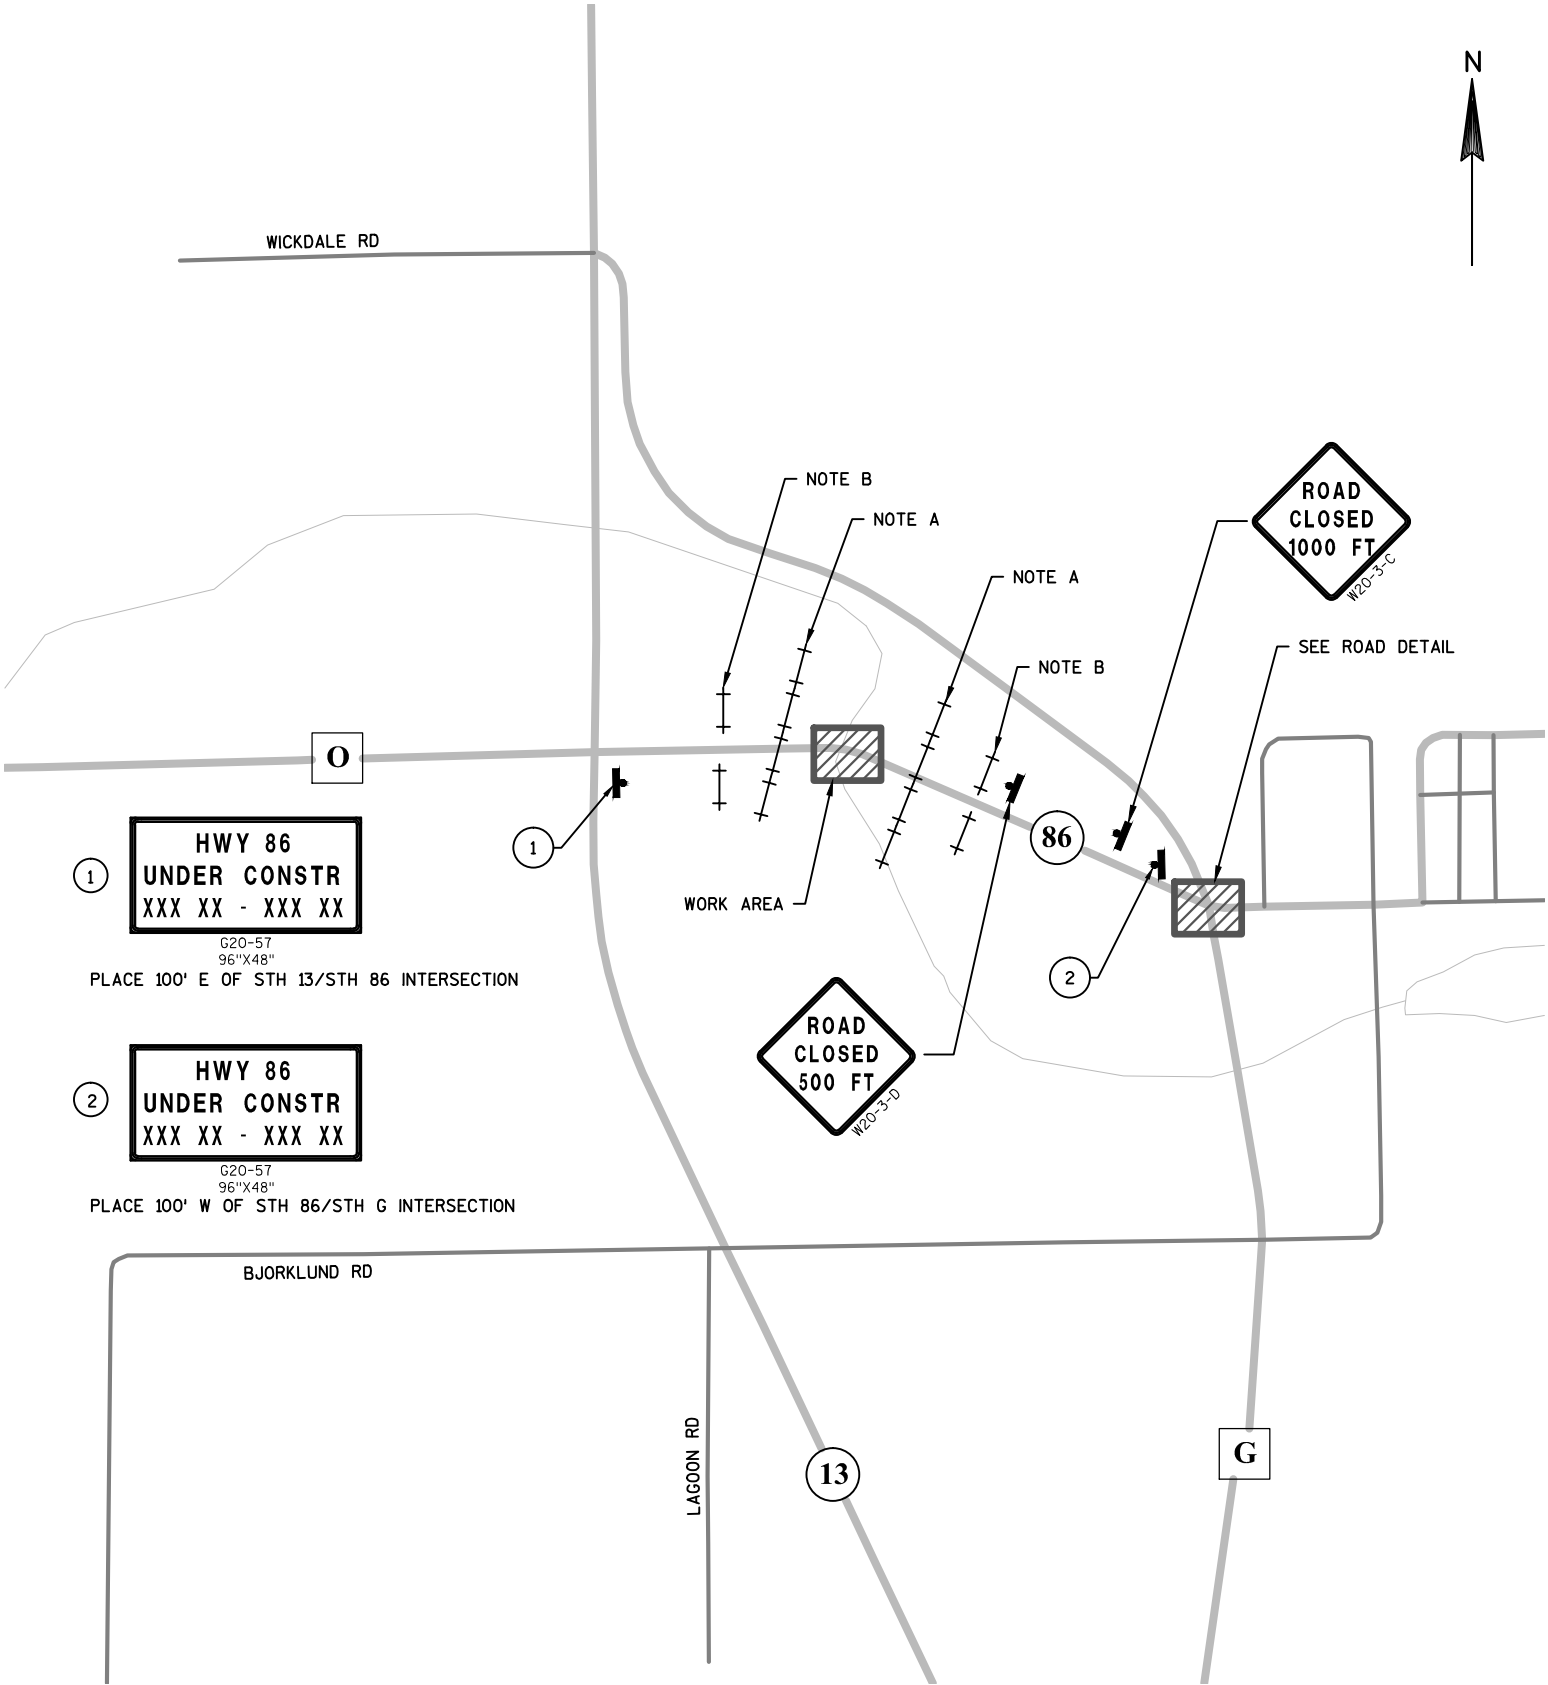 N
WICKDALE RD
NOTE B
NOTE A
ROAD
CLOSED
1000 FT
W20-3-C
NOTE A
SEE ROAD DETAIL
NOTE B
O
86
1
HWY 86
UNDER CONSTR
XXX XX - XXX XX
G20-57
96"X48"
PLACE 100' E OF STH 13/STH 86 INTERSECTION
1
WORK AREA
2
ROAD
CLOSED
500 FT
W20-3-D
2
HWY 86
UNDER CONSTR
XXX XX - XXX XX
G20-57
96"X48"
PLACE 100' W OF STH 86/STH G INTERSECTION
BJORKLUND RD
LAGOON RD
13
G